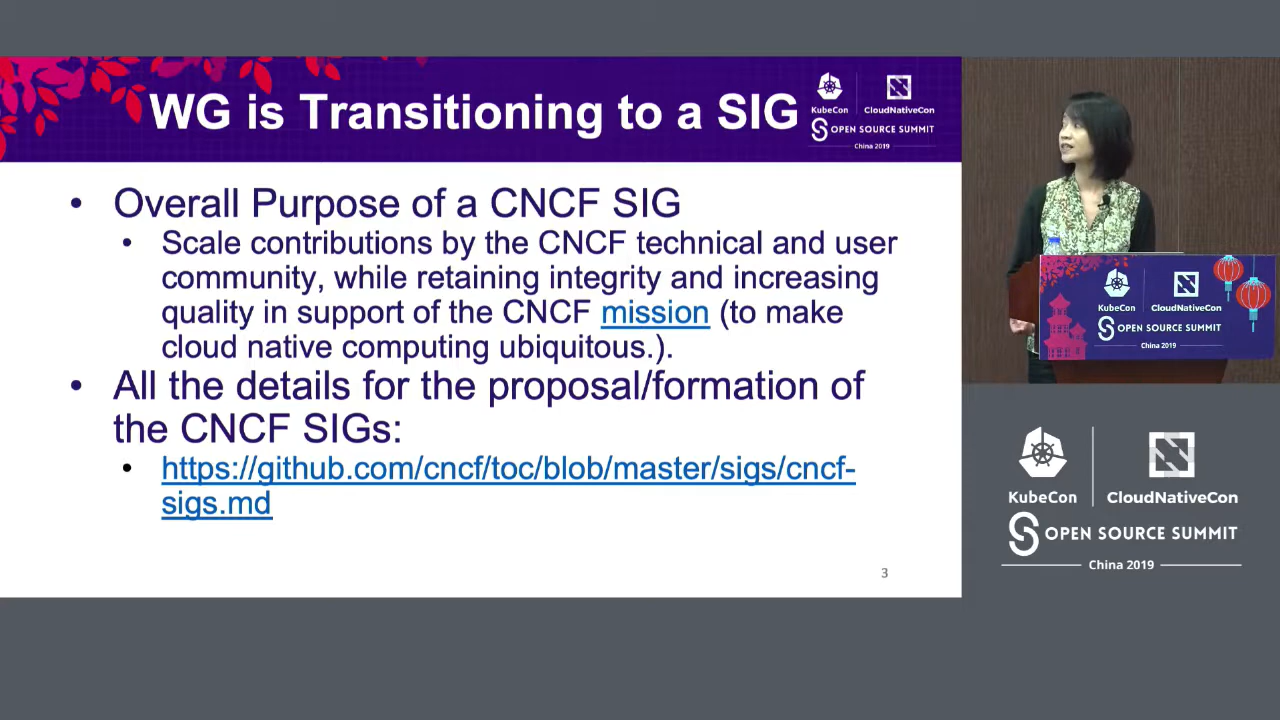 WG is Transitioning to a SIG
KubeCon
CloudNativeCon
OPEN SOURCE SUMMIT
China 2019
• Overall Purpose of a CNCF SIG
• Scale contributions by the CNCF technical and user
community, while retaining integrity and increasing
quality in support of the CNCF mission (to make
cloud native computing ubiquitous.).
• All the details for the proposal/formation of
the CNCF SIGs:
• https://github.com/cncf/toc/blob/master/sigs/cncf-
sigs.md
3
KubeCon
CloudNativeCon
OPEN SOURCE SUMMIT
China 2019
KubeCon
CloudNativeCon
OPEN SOURCE SUMMIT
China 2019